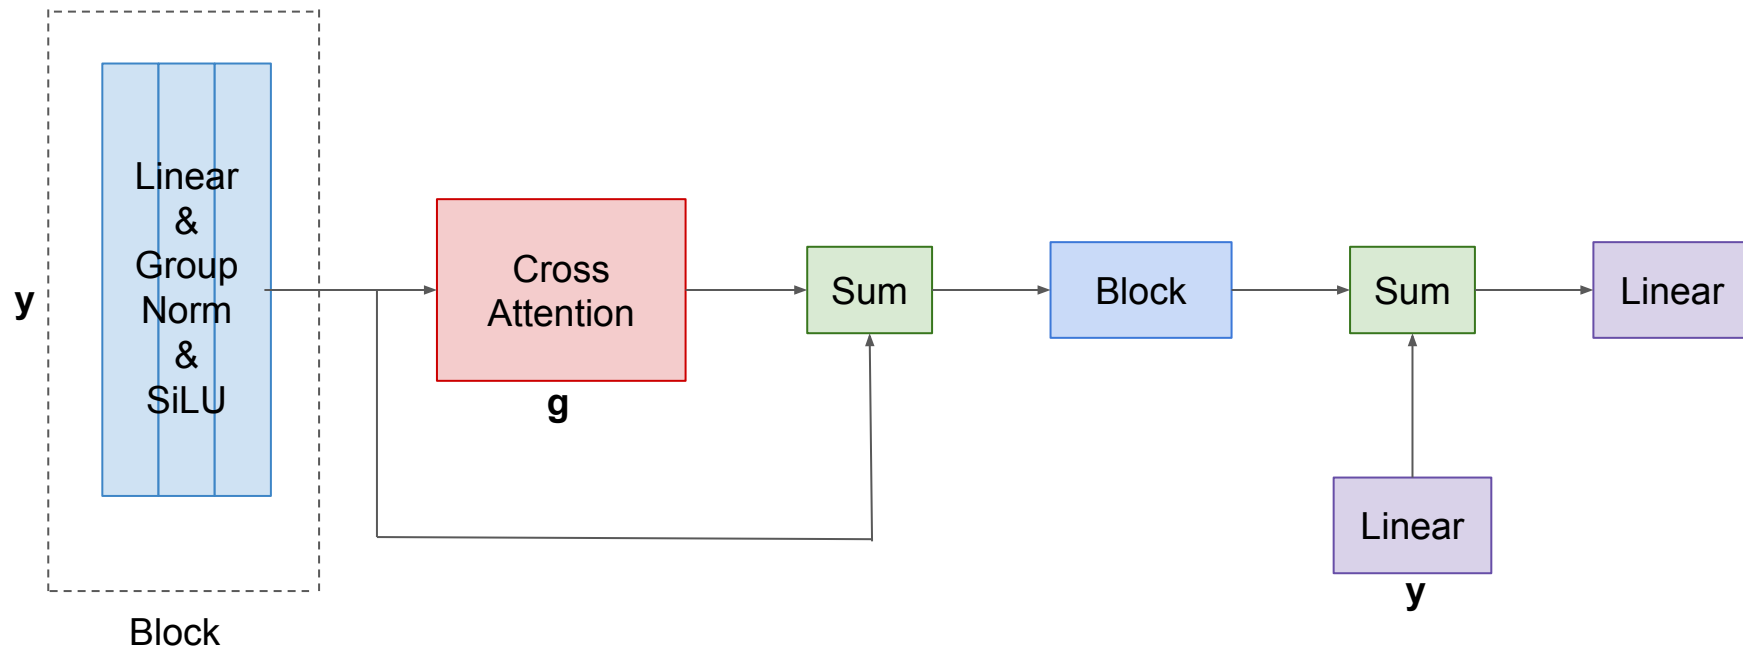 y
Linear
&
Group
Norm
&
SiLU
Block
Cross
Attention
g
Sum
Block
Sum
Linear
Linear
y